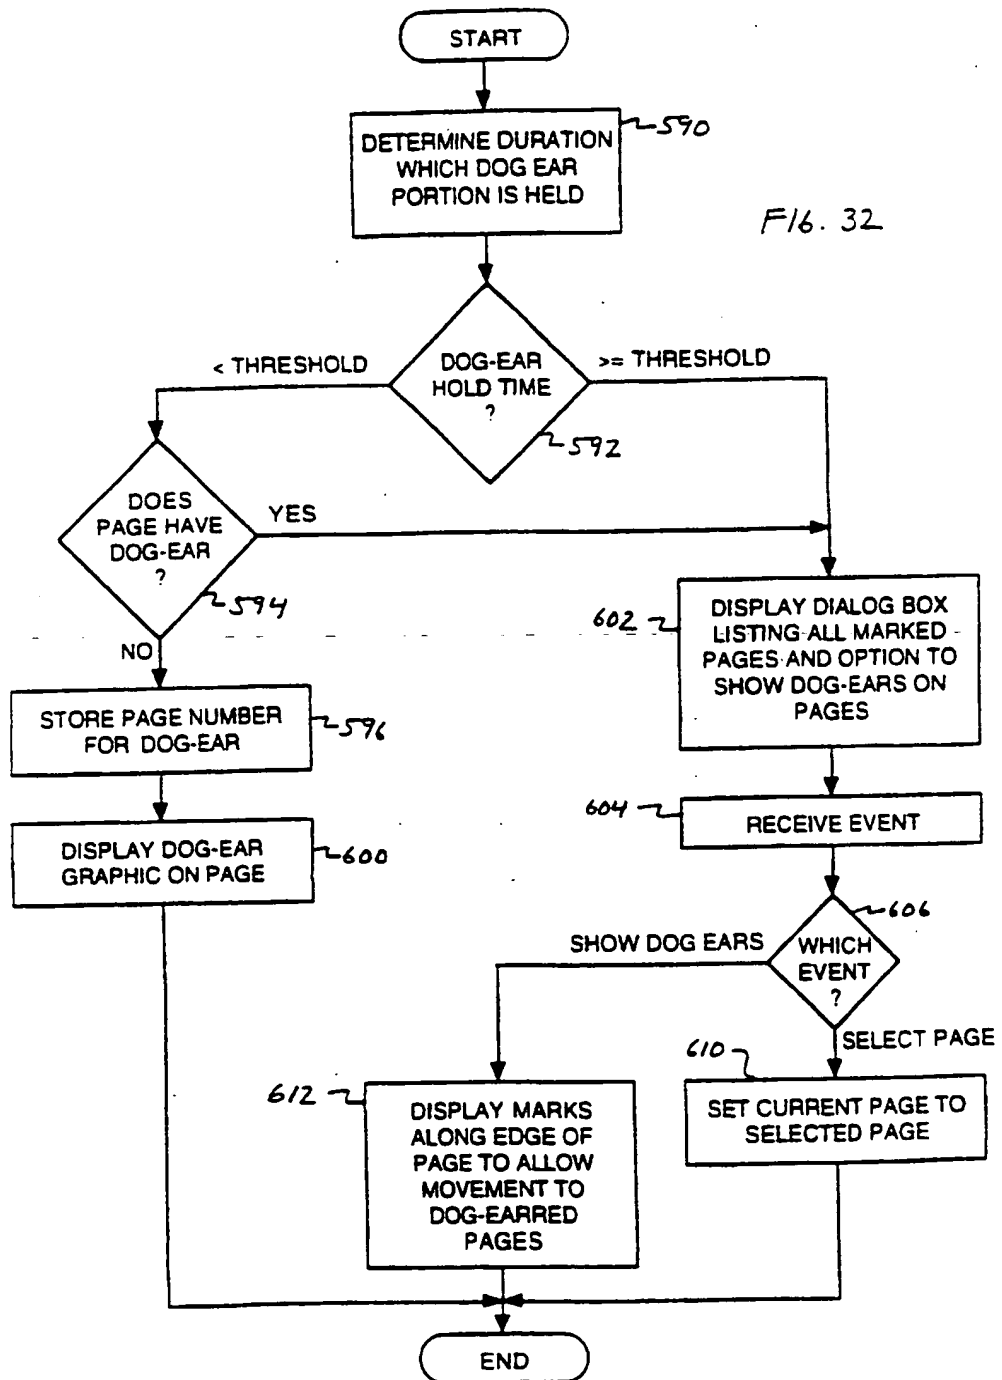 START
DETERMINE DURATION
WHICH DOG EAR
PORTION IS HELD
590
FIG. 32
DOG-EAR
HOLD TIME
?
592
< THRESHOLD
>= THRESHOLD
DOES
PAGE HAVE
DOG-EAR
?
594
YES
NO
STORE PAGE NUMBER
FOR DOG-EAR
596
DISPLAY DOG-EAR
GRAPHIC ON PAGE
600
602
DISPLAY DIALOG BOX
LISTING ALL MARKED
PAGES AND OPTION TO
SHOW DOG-EARS ON
PAGES
604
RECEIVE EVENT
606
WHICH
EVENT
?
SHOW DOG EARS
SELECT PAGE
610
SET CURRENT PAGE TO
SELECTED PAGE
612
DISPLAY MARKS
ALONG EDGE OF
PAGE TO ALLOW
MOVEMENT TO
DOG-EARRED
PAGES
END